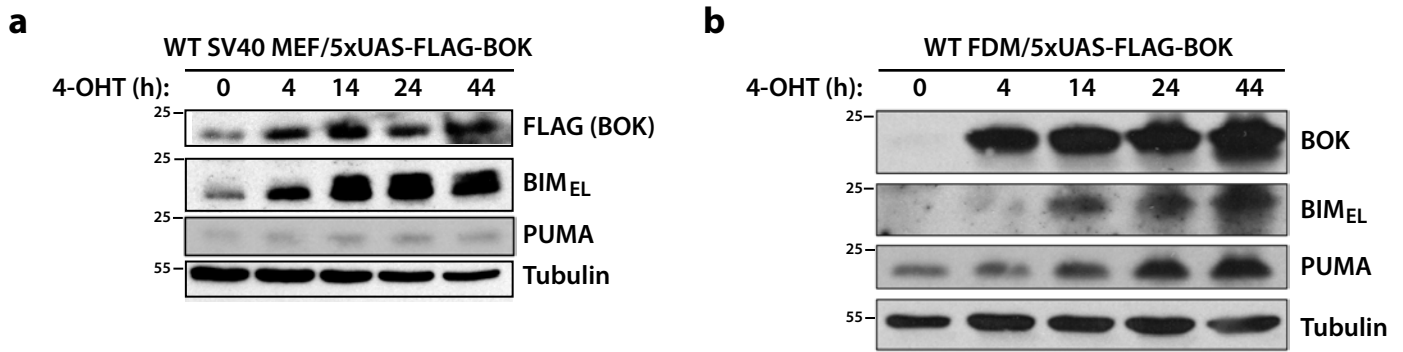 a
WT SV40 MEF/5xUAS-FLAG-BOK
4-OHT (h): 0 4 14 24 44
25 FLAG (BOK)
25 BIM_EL
25 PUMA
55 Tubulin
b
WT FDM/5xUAS-FLAG-BOK
4-OHT (h): 0 4 14 24 44
25 BOK
25 BIM_EL
25 PUMA
55 Tubulin